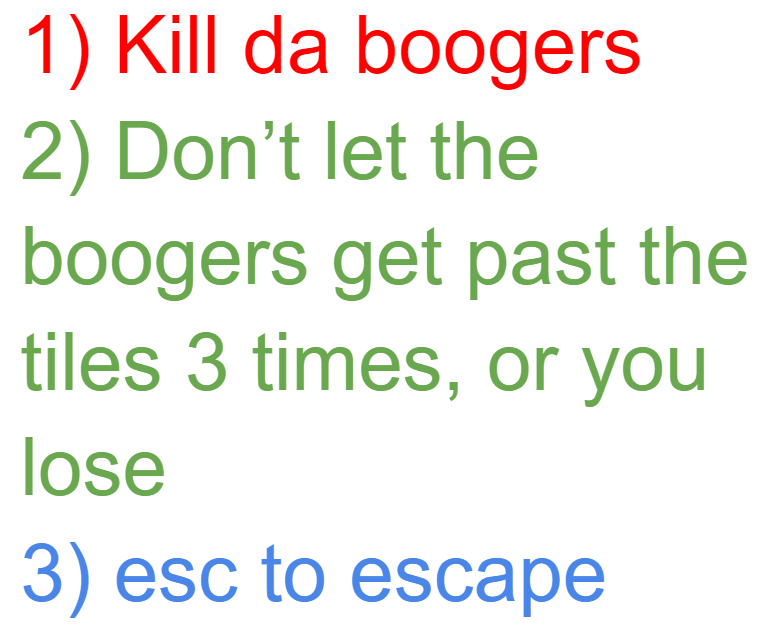 1) Kill da boogers
2) Don’t let the
boogers get past the
tiles 3 times, or you
lose
3) esc to escape